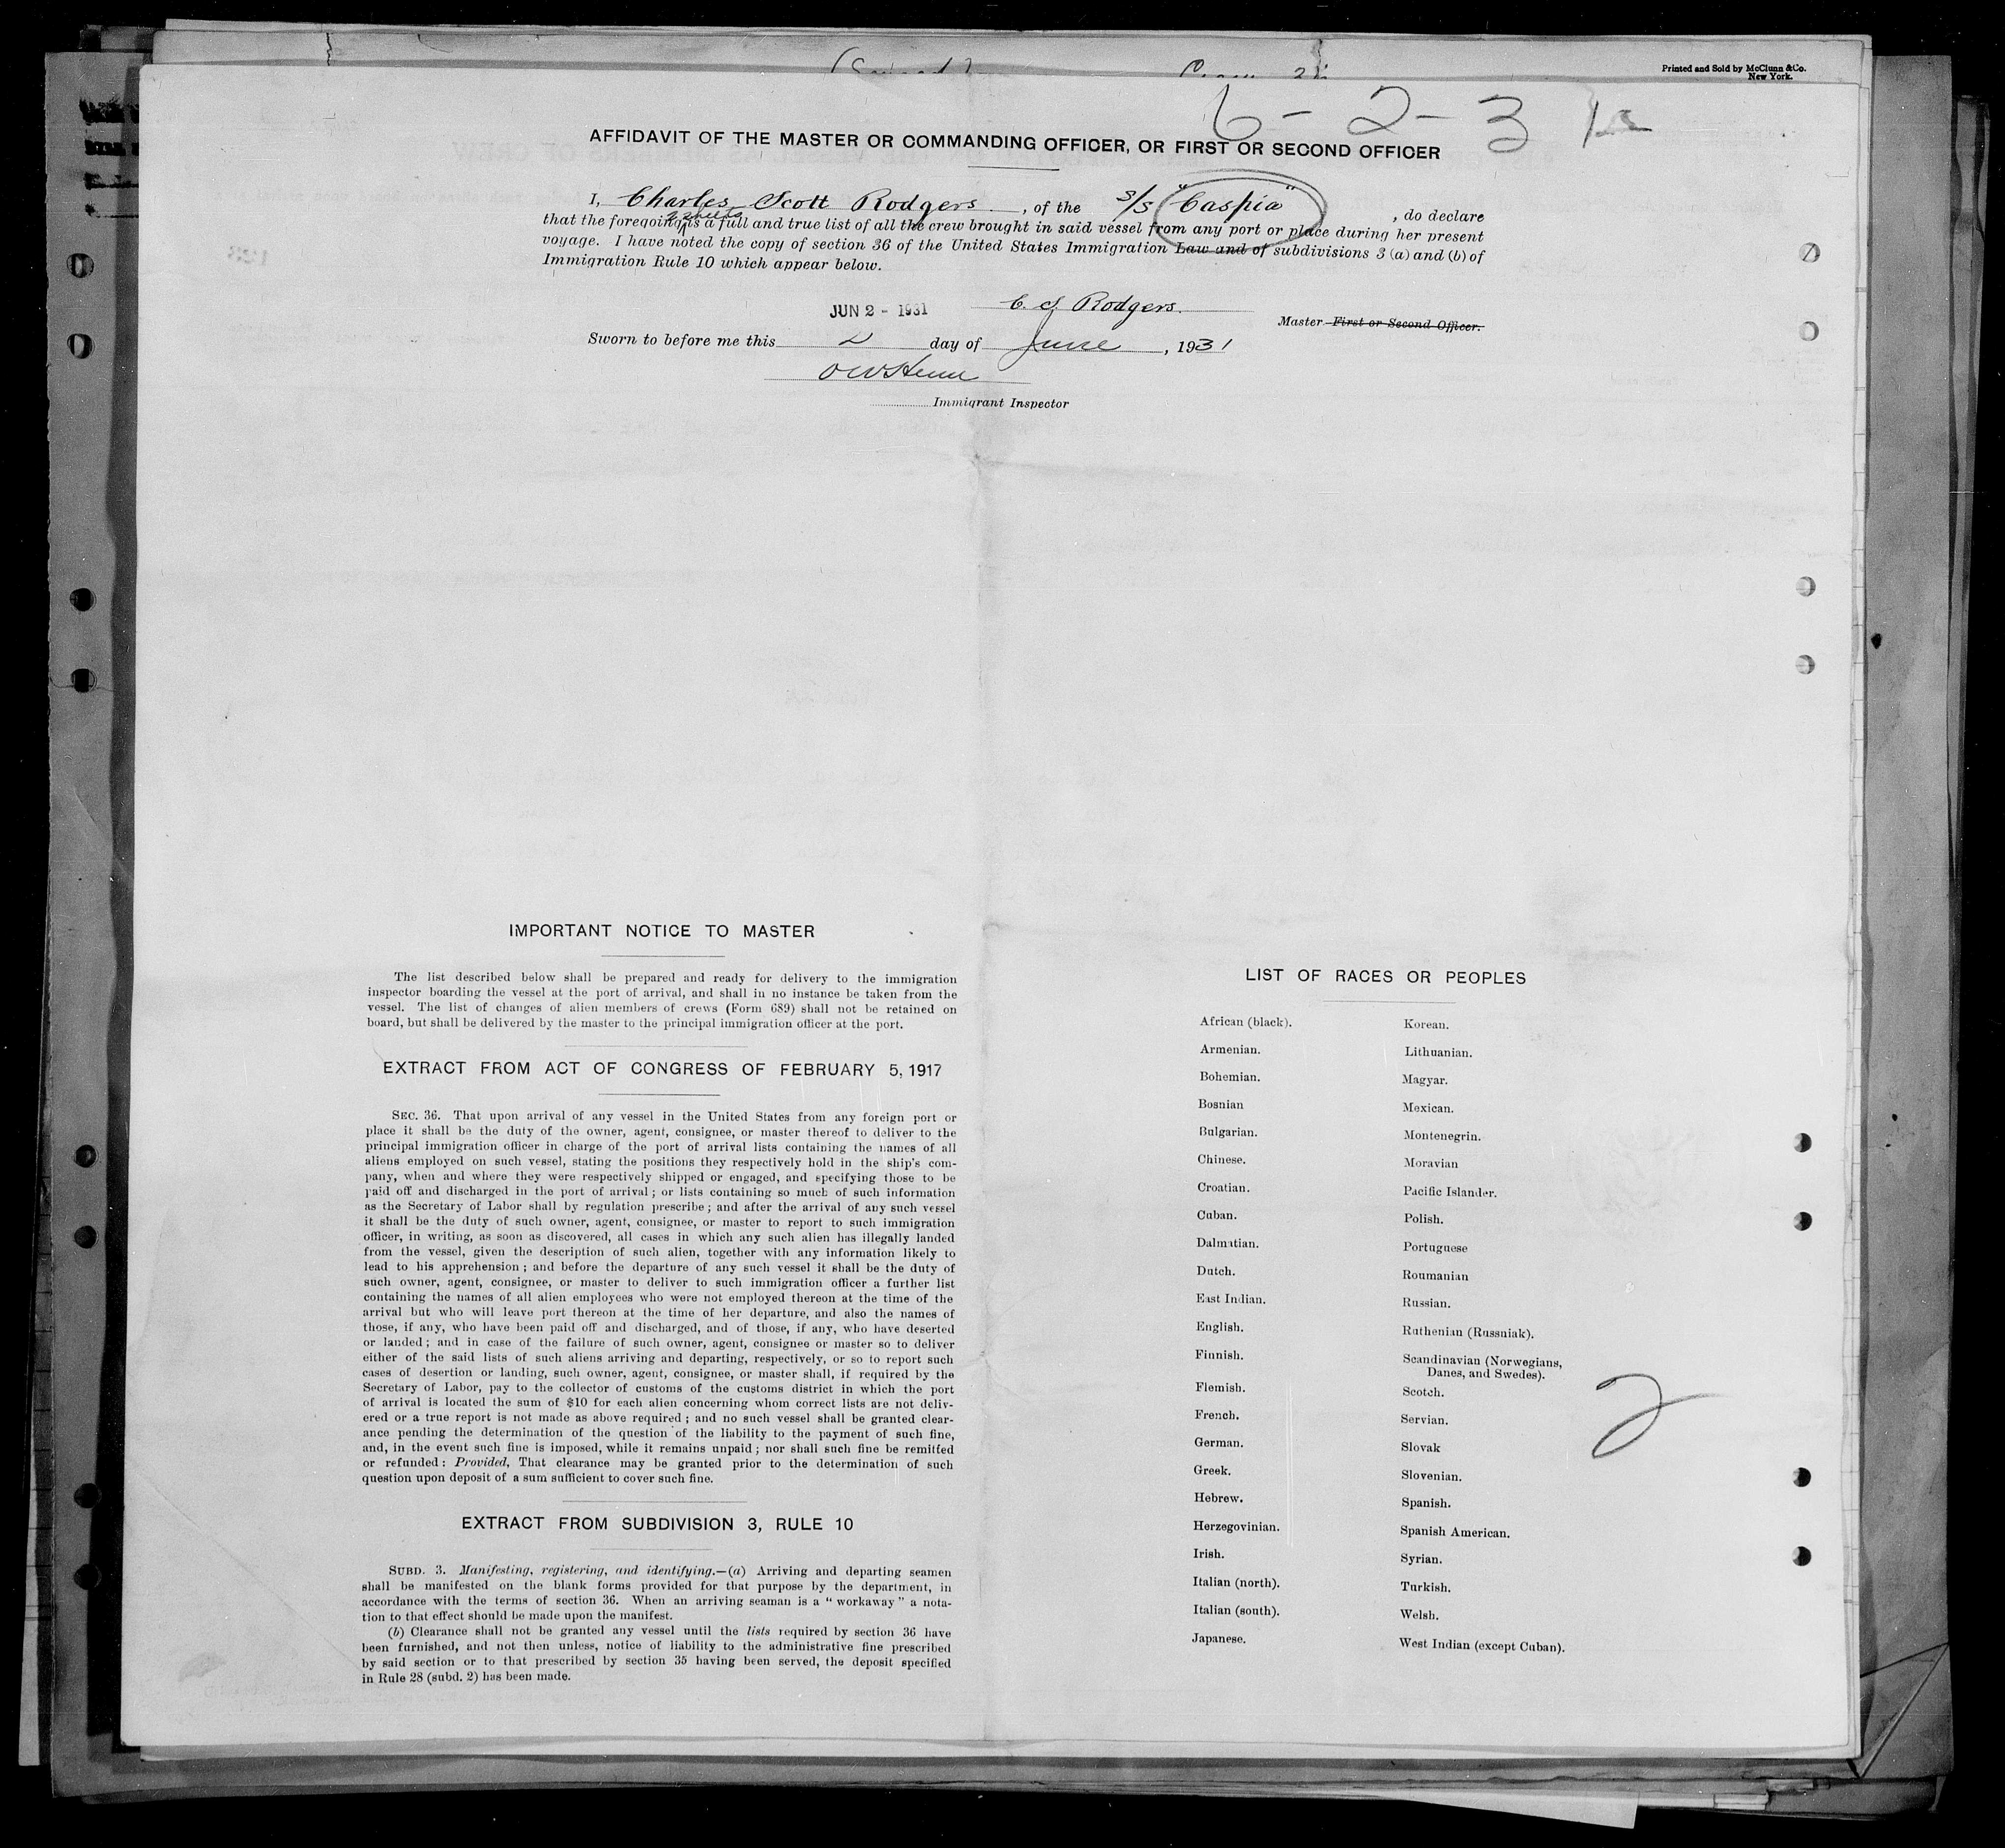 Printed and Sold by McClunn & Co.
New York.
6-2-31
AFFIDAVIT OF THE MASTER OR COMMANDING OFFICER, OR FIRST OR SECOND OFFICER
I, Charles Scott Rodgers, of the S/S "Caspia", do declare
2 sheets
that the foregoing is a full and true list of all the crew brought in said vessel from any port or place during her present
voyage. I have noted the copy of section 36 of the United States Immigration Law and of subdivisions 3 (a) and (b) of
Immigration Rule 10 which appear below.
JUN 2 - 1931 C. S. Rodgers.
Master First or Second Officer.
Sworn to before me this 2 day of June, 1931
Immigrant Inspector
IMPORTANT NOTICE TO MASTER
The list described below shall be prepared and ready for delivery to the immigration
inspector boarding the vessel at the port of arrival, and shall in no instance be taken from the
vessel. The list of changes of alien members of crews (Form 689) shall not be retained on
board, but shall be delivered by the master to the principal immigration officer at the port.
EXTRACT FROM ACT OF CONGRESS OF FEBRUARY 5, 1917
SEC. 36. That upon arrival of any vessel in the United States from any foreign port or
place it shall be the duty of the owner, agent, consignee, or master thereof to deliver to the
principal immigration officer in charge of the port of arrival lists containing the names of all
aliens employed on such vessel, stating the positions they respectively hold in the ship's com-
pany, when and where they were respectively shipped or engaged, and specifying those to be
paid off and discharged in the port of arrival; or lists containing so much of such information
as the Secretary of Labor shall by regulation prescribe; and after the arrival of any such vessel
it shall be the duty of such owner, agent, consignee, or master to report to such immigration
officer, in writing, as soon as discovered, all cases in which any such alien has illegally landed
from the vessel, given the description of such alien, together with any information likely to
lead to his apprehension; and before the departure of any such vessel it shall be the duty of
such owner, agent, consignee, or master to deliver to such immigration officer a further list
containing the names of all alien employees who were not employed thereon at the time of the
arrival but who will leave port thereon at the time of her departure, and also the names of
those, if any, who have been paid off and discharged, and of those, if any, who have deserted
or landed; and in case of the failure of such owner, agent, consignee or master so to deliver
either of the said lists of such aliens arriving and departing, respectively, or so to report such
cases of desertion or landing, such owner, agent, consignee, or master shall, if required by the
Secretary of Labor, pay to the collector of customs of the customs district in which the port
of arrival is located the sum of $10 for each alien concerning whom correct lists are not deliv-
ered or a true report is not made as above required; and no such vessel shall be granted clear-
ance pending the determination of the question of the liability to the payment of such fine,
and, in the event such fine is imposed, while it remains unpaid; nor shall such fine be remitted
or refunded: Provided, That clearance may be granted prior to the determination of such
question upon deposit of a sum sufficient to cover such fine.
EXTRACT FROM SUBDIVISION 3, RULE 10
SUBD. 3. Manifesting, registering, and identifying.—(a) Arriving and departing seamen
shall be manifested on the blank forms provided for that purpose by the department, in
accordance with the terms of section 36. When an arriving seaman is a "workaway" a nota-
tion to that effect should be made upon the manifest.
(b) Clearance shall not be granted any vessel until the lists required by section 36 have
been furnished, and not then unless, notice of liability to the administrative fine prescribed
by said section or to that prescribed by section 35 having been served, the deposit specified
in Rule 28 (subd. 2) has been made.
LIST OF RACES OR PEOPLES
African (black).
Armenian.
Bohemian.
Bosnian
Bulgarian.
Chinese.
Croatian.
Cuban.
Dalmatian.
Dutch.
East Indian.
English.
Finnish.
Flemish.
French.
German.
Greek.
Hebrew.
Herzegovinian.
Irish.
Italian (north).
Italian (south).
Japanese.
Korean.
Lithuanian.
Magyar.
Mexican.
Montenegrin.
Moravian
Pacific Islander.
Polish.
Portuguese
Roumanian
Russian.
Ruthenian (Russniak).
Scandinavian (Norwegians,
Danes, and Swedes).
Scotch.
Servian.
Slovak
Slovenian.
Spanish.
Spanish American.
Syrian.
Turkish.
Welsh.
West Indian (except Cuban).
2